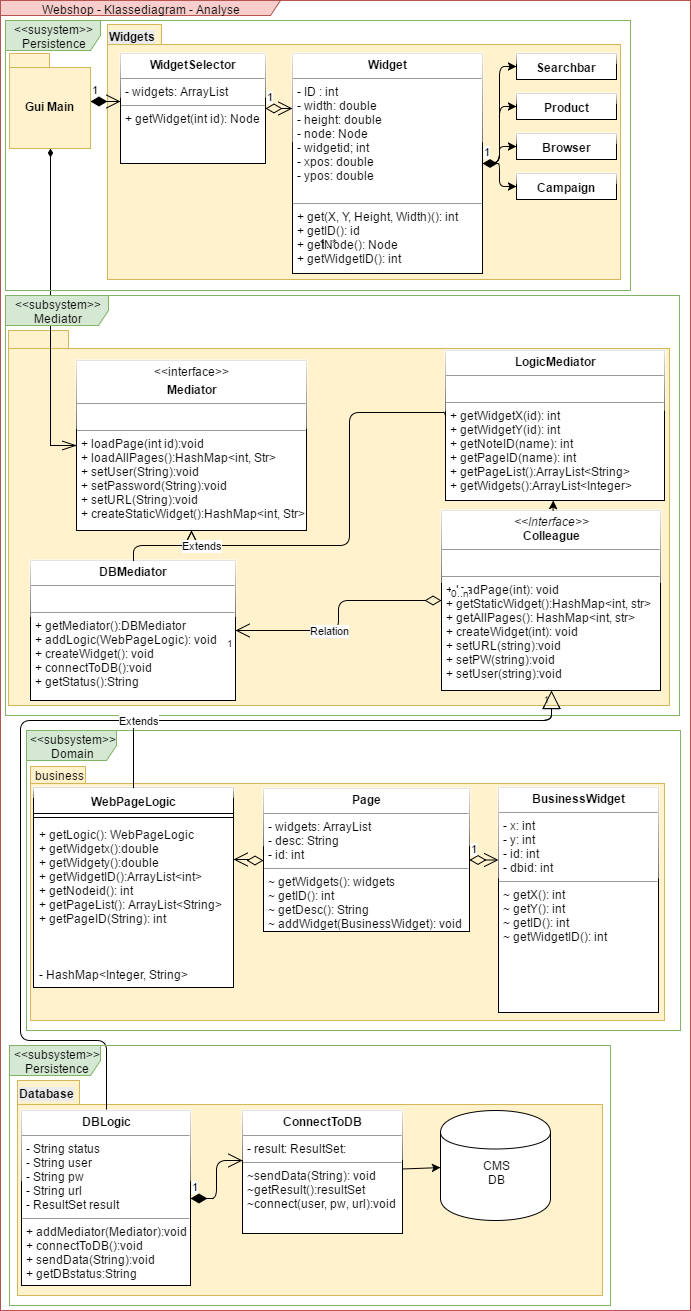 Webshop - Klassediagram - Analyse
<<susystem>>
Persistence
Widgets
Gui Main
1
WidgetSelector
- widgets: ArrayList
+ getWidget(int id): Node
1
Widget
- ID : int
- width: double
- height: double
- node: Node
- widgetid; int
- xpos: double
- ypos: double
+ get(X, Y, Height, Width)(): int
+ getID(): id
+ getNode(): Node
+ getWidgetID(): int
1
Searchbar
Product
Browser
Campaign
<<subsystem>>
Mediator
<<interface>>
Mediator
+ loadPage(int id):void
+ loadAllPages():HashMap<int, Str>
+ setUser(String):void
+ setPassword(String):void
+ setURL(String):void
+ createStaticWidget():HashMap<int, Str>
LogicMediator
+ getWidgetX(id): int
+ getWidgetY(id): int
+ getNoteID(name): int
+ getPageID(name): int
+ getPageList():ArrayList<String>
+ getWidgets():ArrayList<Integer>
Extends
DBMediator
+ getMediator():DBMediator
+ addLogic(WebPageLogic): void
+ createWidget(): void
+ connectToDB():void
+ getStatus():String
1
Relation
<<Interface>>
Colleague
0..n
+ loadPage(int): void
+ getStaticWidget():HashMap<int, str>
+ getAllPages(): HashMap<int, str>
+ createWidget(int): void
+ setURL(string):void
+ setPW(string):void
+ setUser(string):void
Extends
<<subsystem>>
Domain
business
WebPageLogic
+ getLogic(): WebPageLogic
+ getWidgetx():double
+ getWidgety():double
+ getWidgetID():ArrayList<int>
+ getNodeid(): int
+ getPageList(): ArrayList<String>
+ getPageID(String): int
- HashMap<Integer, String>
Page
- widgets: ArrayList
- desc: String
- id: int
~ getWidgets(): widgets
~ getID(): int
~ getDesc(): String
~ addWidget(BusinessWidget): void
1
BusinessWidget
- x: int
- y: int
- id: int
- dbid: int
~ getX(): int
~ getY(): int
~ getID(): int
~ getWidgetID(): int
<<subsystem>>
Persistence
Database
DBLogic
- String status
- String user
- String pw
- String url
- ResultSet result
+ addMediator(Mediator):void
+ connectToDB():void
+ sendData(String):void
+ getDBstatus:String
1
ConnectToDB
- result: ResultSet:
~sendData(String): void
~getResult():resultSet
~connect(user, pw, url):void
CMS
DB